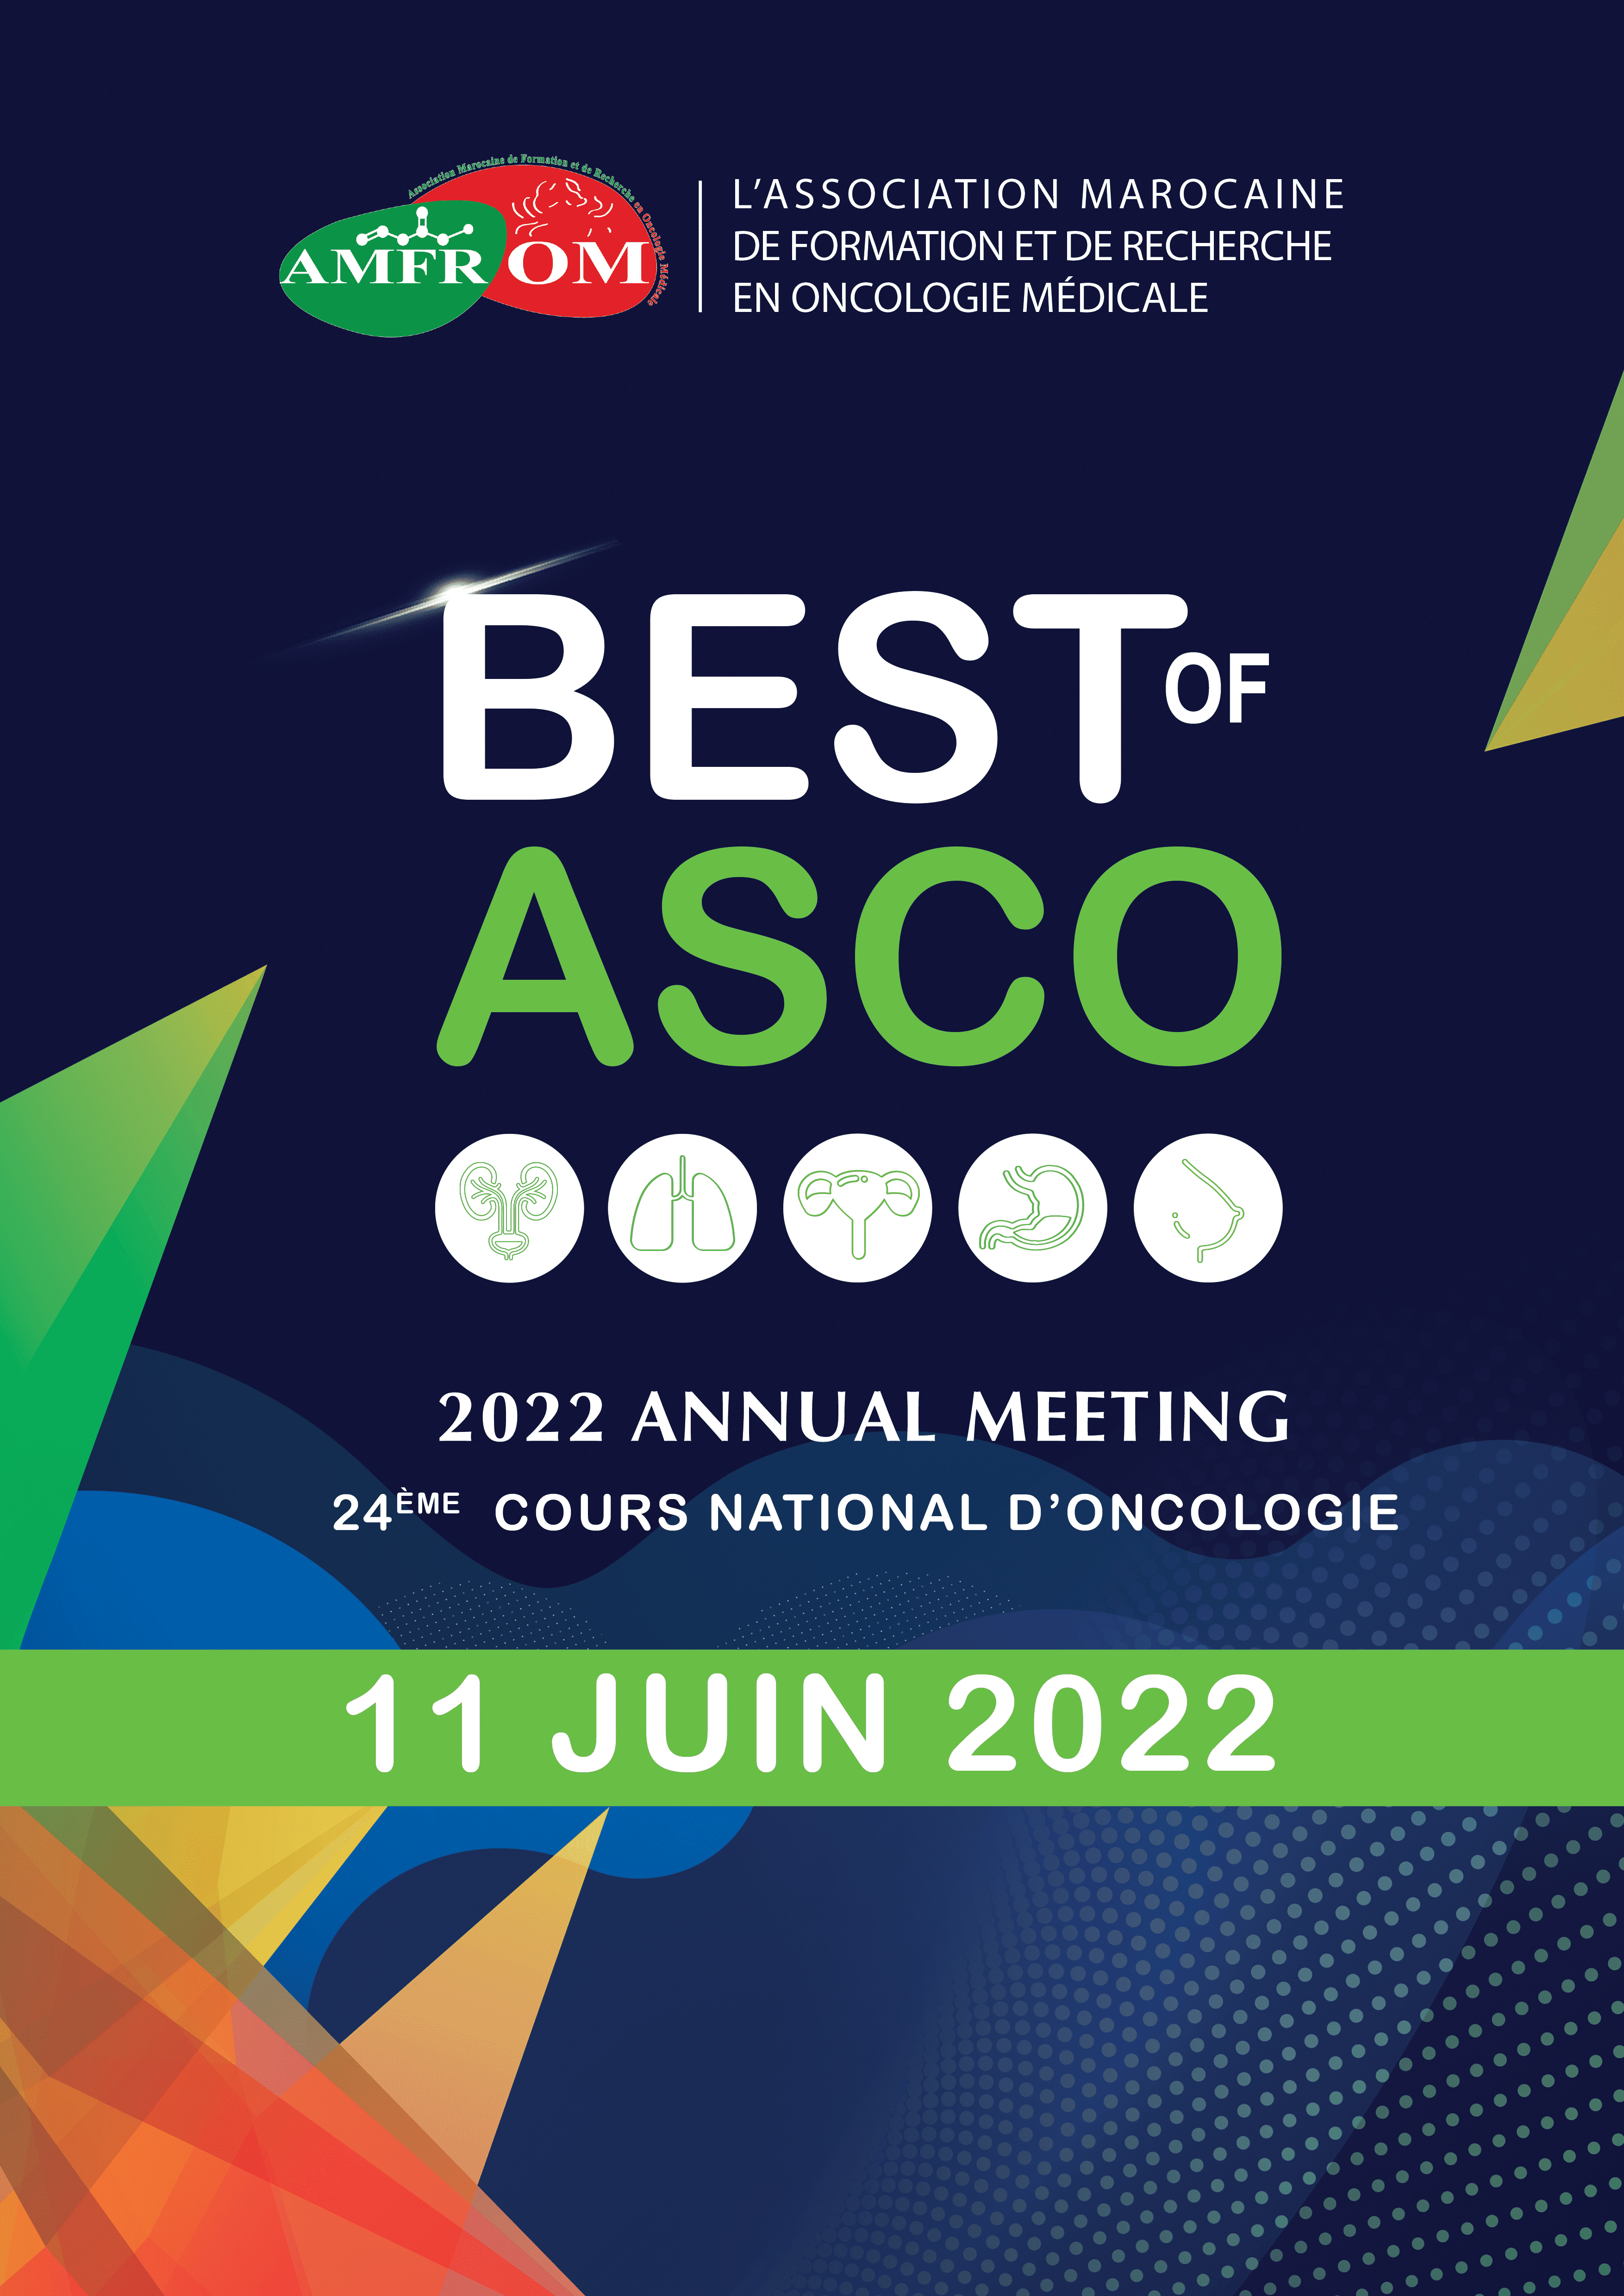 Association Marocaine de Formation et de Recherche en Oncologie Médicale
AMFROM
L'ASSOCIATION MAROCAINE
DE FORMATION ET DE RECHERCHE
EN ONCOLOGIE MÉDICALE
BEST OF
ASCO
2022 ANNUAL MEETING
24ÈME COURS NATIONAL D'ONCOLOGIE
11 JUIN 2022